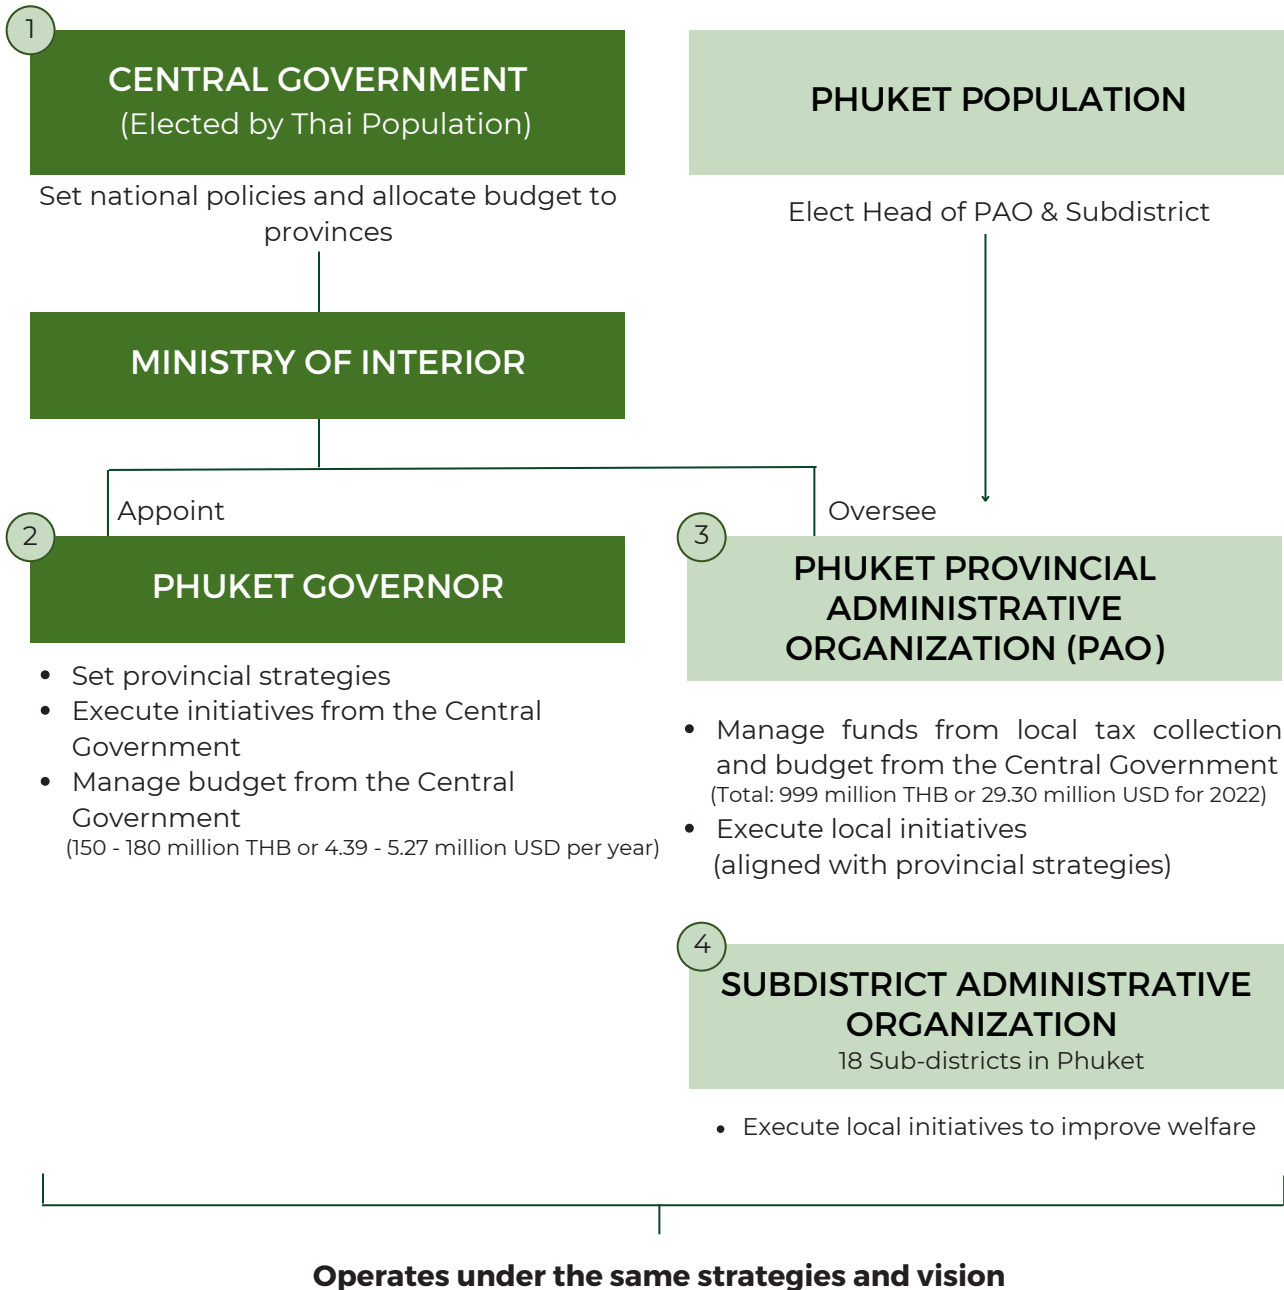 1
CENTRAL GOVERNMENT
(Elected by Thai Population)
Set national policies and allocate budget to
provinces
PHUKET POPULATION
Elect Head of PAO & Subdistrict
MINISTRY OF INTERIOR
Appoint
Oversee
2
PHUKET GOVERNOR
• Set provincial strategies
• Execute initiatives from the Central
Government
• Manage budget from the Central
Government
(150 - 180 million THB or 4.39 - 5.27 million USD per year)
3
PHUKET PROVINCIAL
ADMINISTRATIVE
ORGANIZATION (PAO)
• Manage funds from local tax collection
and budget from the Central Government
(Total: 999 million THB or 29.30 million USD for 2022)
• Execute local initiatives
(aligned with provincial strategies)
4
SUBDISTRICT ADMINISTRATIVE
ORGANIZATION
18 Sub-districts in Phuket
• Execute local initiatives to improve welfare
Operates under the same strategies and vision